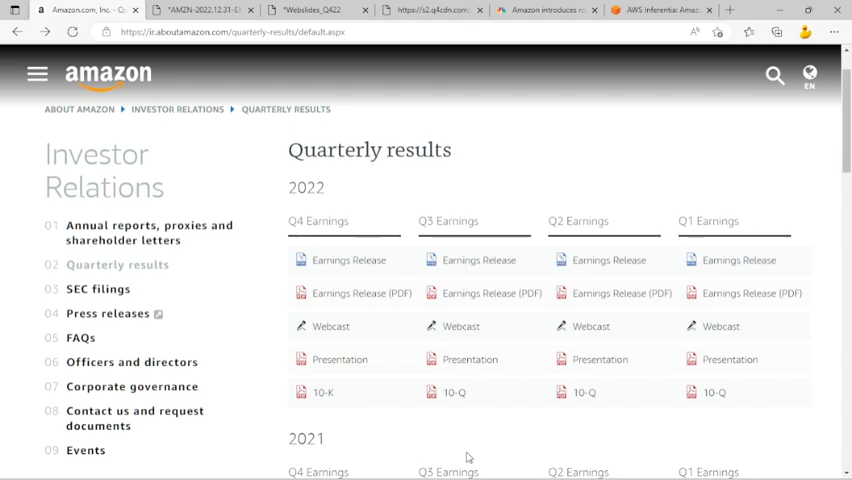 Amazon.com, Inc. - Q
*AMZN-2022.12.31-EX
*Webslides_Q422
https://s2.q4cdn.com/
Amazon introduces ro
AWS Inferentia: Amaz
https://ir.aboutamazon.com/quarterly-results/default.aspx
amazon
EN
ABOUT AMAZON INVESTOR RELATIONS QUARTERLY RESULTS
Investor
Relations
01 Annual reports, proxies and
shareholder letters
02 Quarterly results
03 SEC filings
04 Press releases
05 FAQs
06 Officers and directors
07 Corporate governance
08 Contact us and request
documents
09 Events
Quarterly results
2022
Q4 Earnings Q3 Earnings Q2 Earnings Q1 Earnings
Earnings Release Earnings Release Earnings Release Earnings Release
Earnings Release (PDF) Earnings Release (PDF) Earnings Release (PDF) Earnings Release (PDF)
Webcast Webcast Webcast Webcast
Presentation Presentation Presentation Presentation
10-K 10-Q 10-Q 10-Q
2021
Q4 Earnings Q3 Earnings Q2 Earnings Q1 Earnings